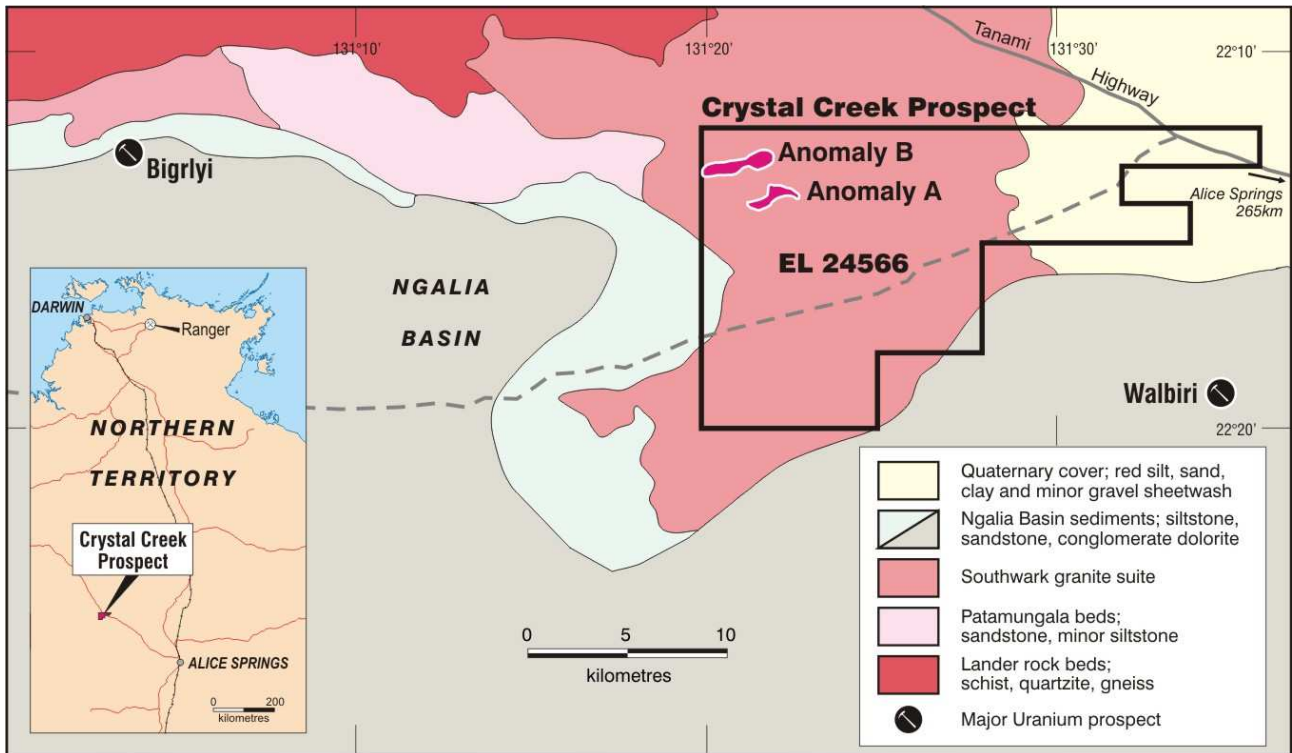 131°10'
131°20'
131°30'
22°10'
Tanami
Highway
Crystal Creek Prospect
Anomaly B
Anomaly A
Bigrlyi
Alice Springs
265km
EL 24566
NGALIA
BASIN
Walbiri
22°20'
DARWIN
Ranger
NORTHERN
TERRITORY
Crystal Creek
Prospect
ALICE SPRINGS
0 200
kilometres
0 5 10
kilometres
Quaternary cover; red silt, sand,
clay and minor gravel sheetwash
Ngalia Basin sediments; siltstone,
sandstone, conglomerate dolorite
Southwark granite suite
Patamungala beds;
sandstone, minor siltstone
Lander rock beds;
schist, quartzite, gneiss
Major Uranium prospect